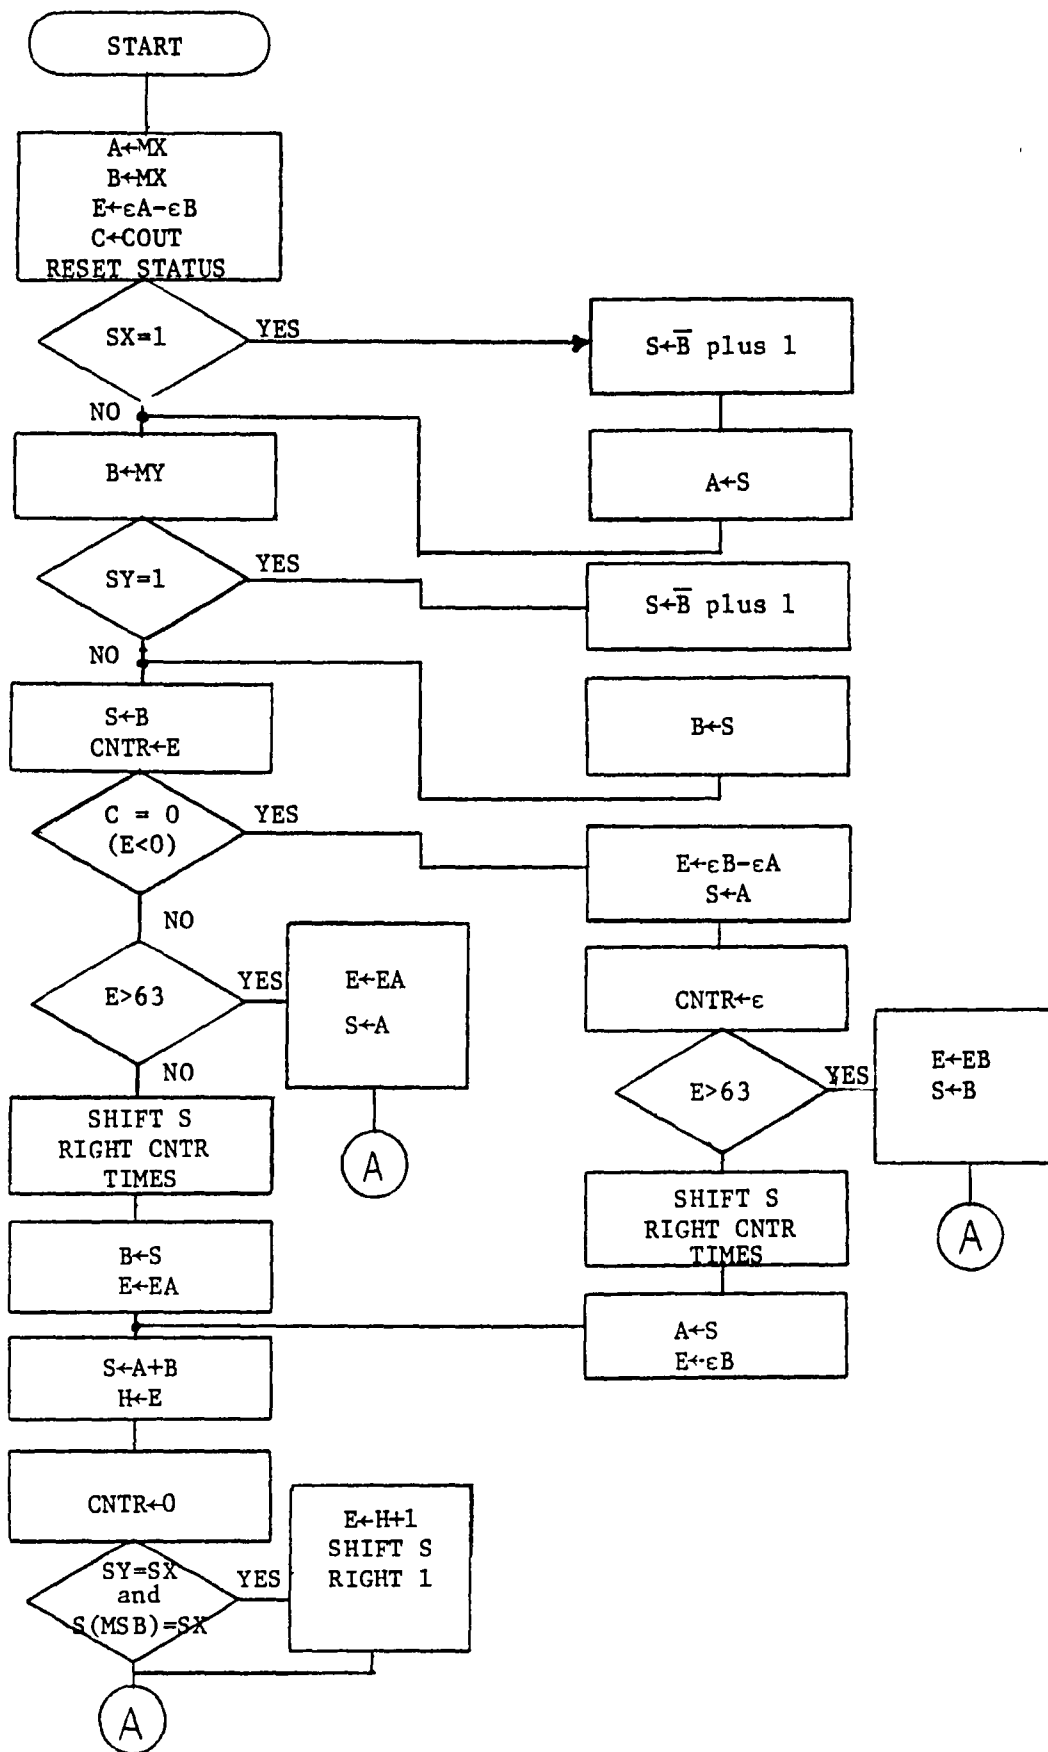 START
A←MX
B←MX
E←εA-εB
C←COUT
RESET STATUS
SX=1
YES
S←B̅ plus 1
NO
A←S
B←MY
SY=1
YES
S←B̅ plus 1
NO
B←S
S←B
CNTR←E
C = 0
(E<0)
YES
E←εB-εA
S←A
NO
CNTR←ε
E>63
YES
E←EA
S←A
E>63
YES
E←EB
S←B
NO
SHIFT S
RIGHT CNTR
TIMES
A
SHIFT S
RIGHT CNTR
TIMES
A
B←S
E←EA
A←S
E←εB
S←A+B
H←E
CNTR←0
E←H+1
SHIFT S
RIGHT 1
SY=SX
and
S(MSB)=SX
YES
A